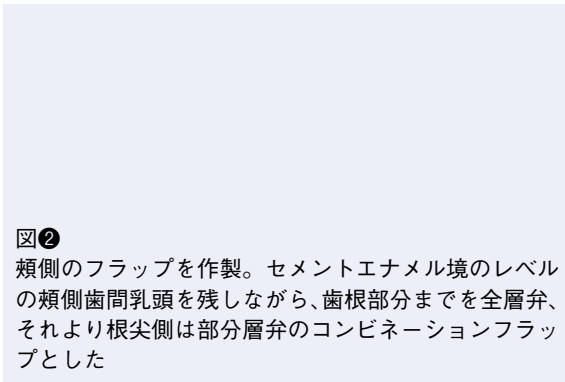 図❷
頰側のフラップを作製。セメントエナメル境のレベル
の頰側歯間乳頭を残しながら、歯根部分までを全層弁、
それより根尖側は部分層弁のコンビネーションフラッ
プとした